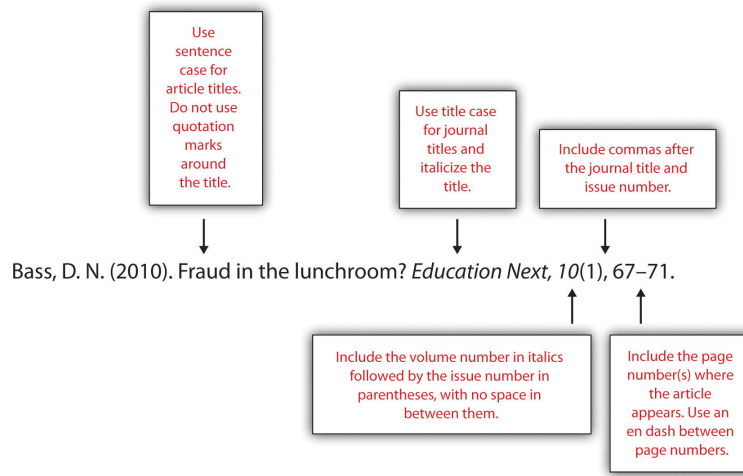 Use
sentence
case for
article titles.
Do not use
quotation
marks
around
the title.
Use title case
for journal
titles and
italicize the
title.
Include commas after
the journal title and
issue number.
Bass, D. N. (2010). Fraud in the lunchroom? Education Next, 10(1), 67–71.
Include the volume number in italics
followed by the issue number in
parentheses, with no space in
between them.
Include the page
number(s) where
the article
appears. Use an
en dash between
page numbers.